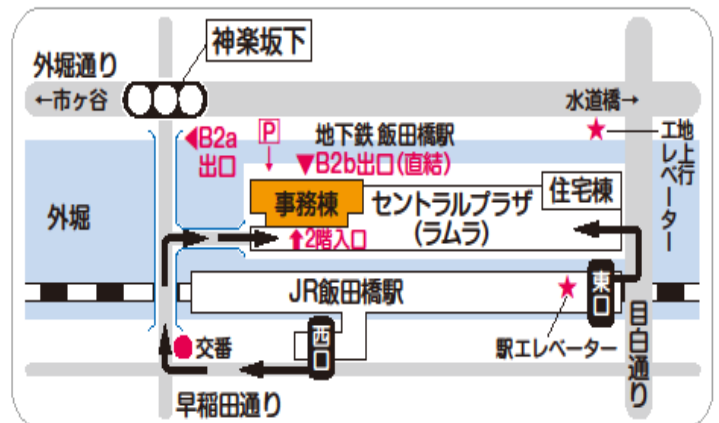 神楽坂下
外堀通り
←市ヶ谷
水道橋→
◀B2a
出口
P
地下鉄 飯田橋駅
▼B2b出口(直結)
地上行
エレベーター
事務棟
セントラルプラザ
(ラムラ)
住宅棟
外堀
⬆2階入口
JR飯田橋駅
東口
西口
交番
駅エレベーター
目白通り
早稲田通り